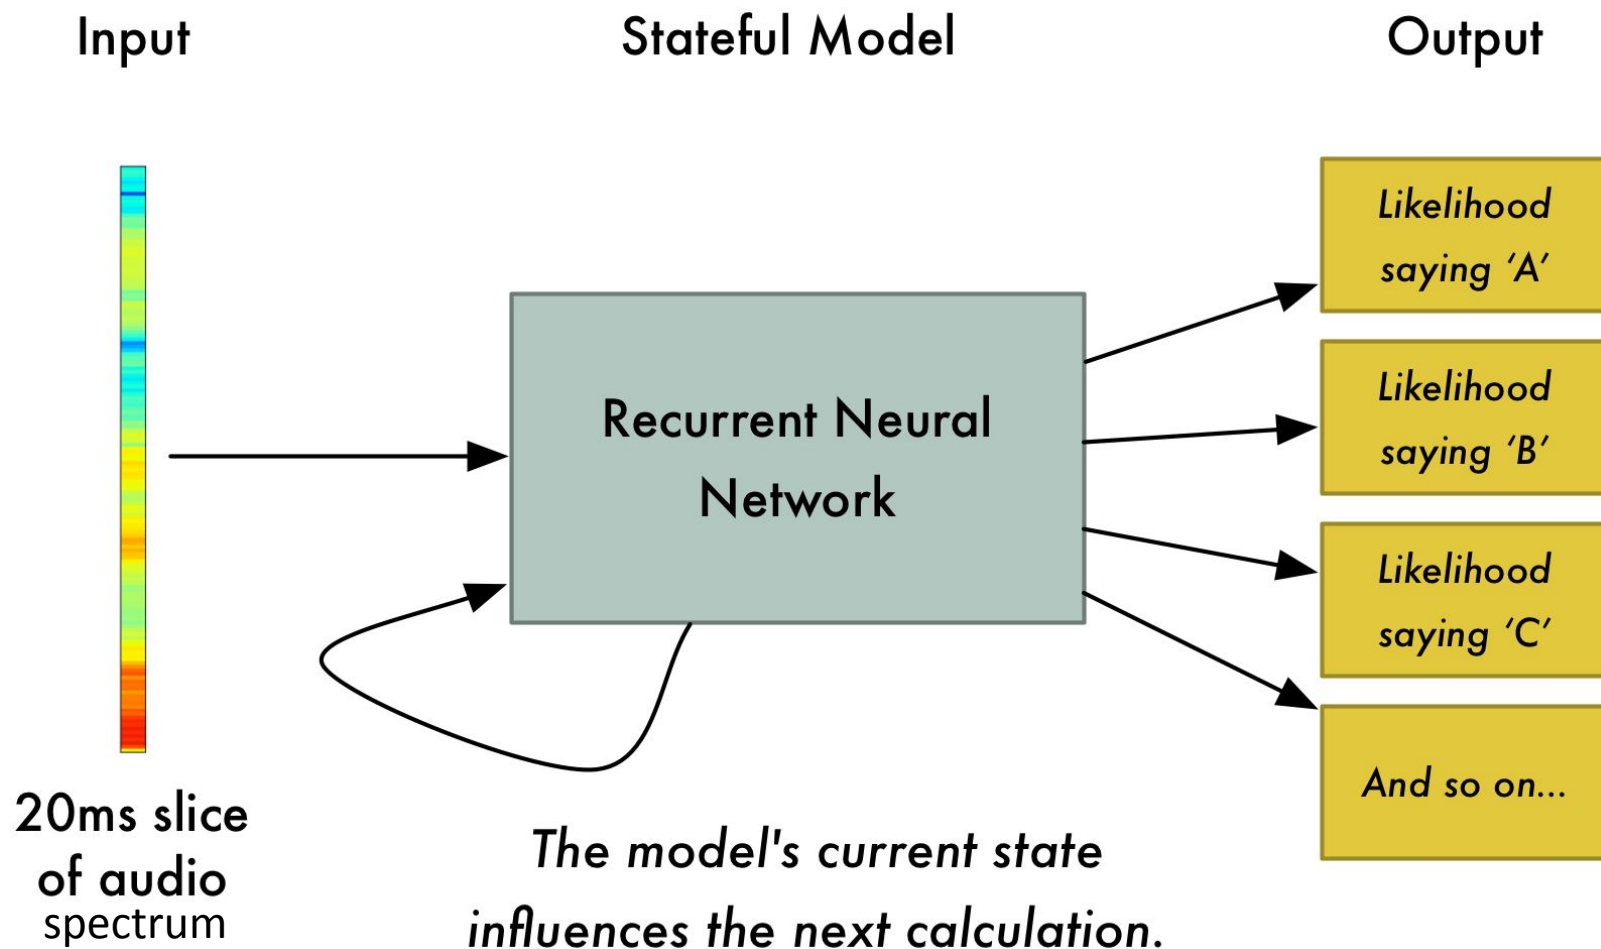 Input
Stateful Model
Output
Likelihood
saying ‘A’
Likelihood
saying ‘B’
Recurrent Neural
Network
Likelihood
saying ‘C’
And so on...
20ms slice
of audio
spectrum
The model's current state
influences the next calculation.